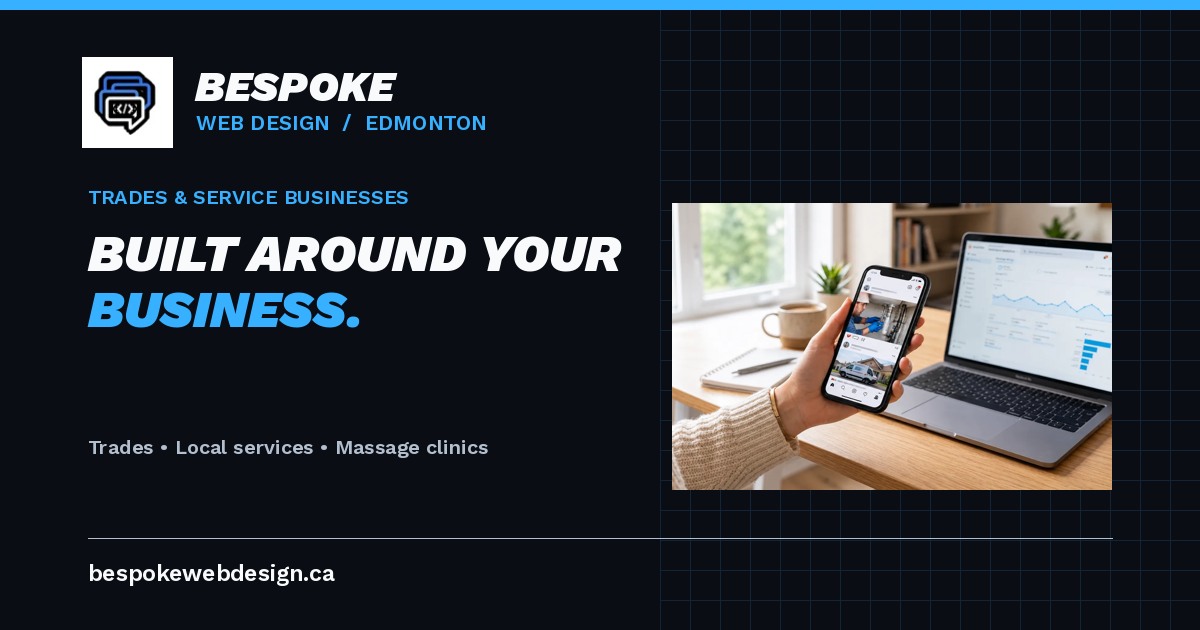 </>
BESPOKE
WEB DESIGN / EDMONTON
TRADES & SERVICE BUSINESSES
BUILT AROUND YOUR
BUSINESS.
Trades • Local services • Massage clinics
bespokewebdesign.ca